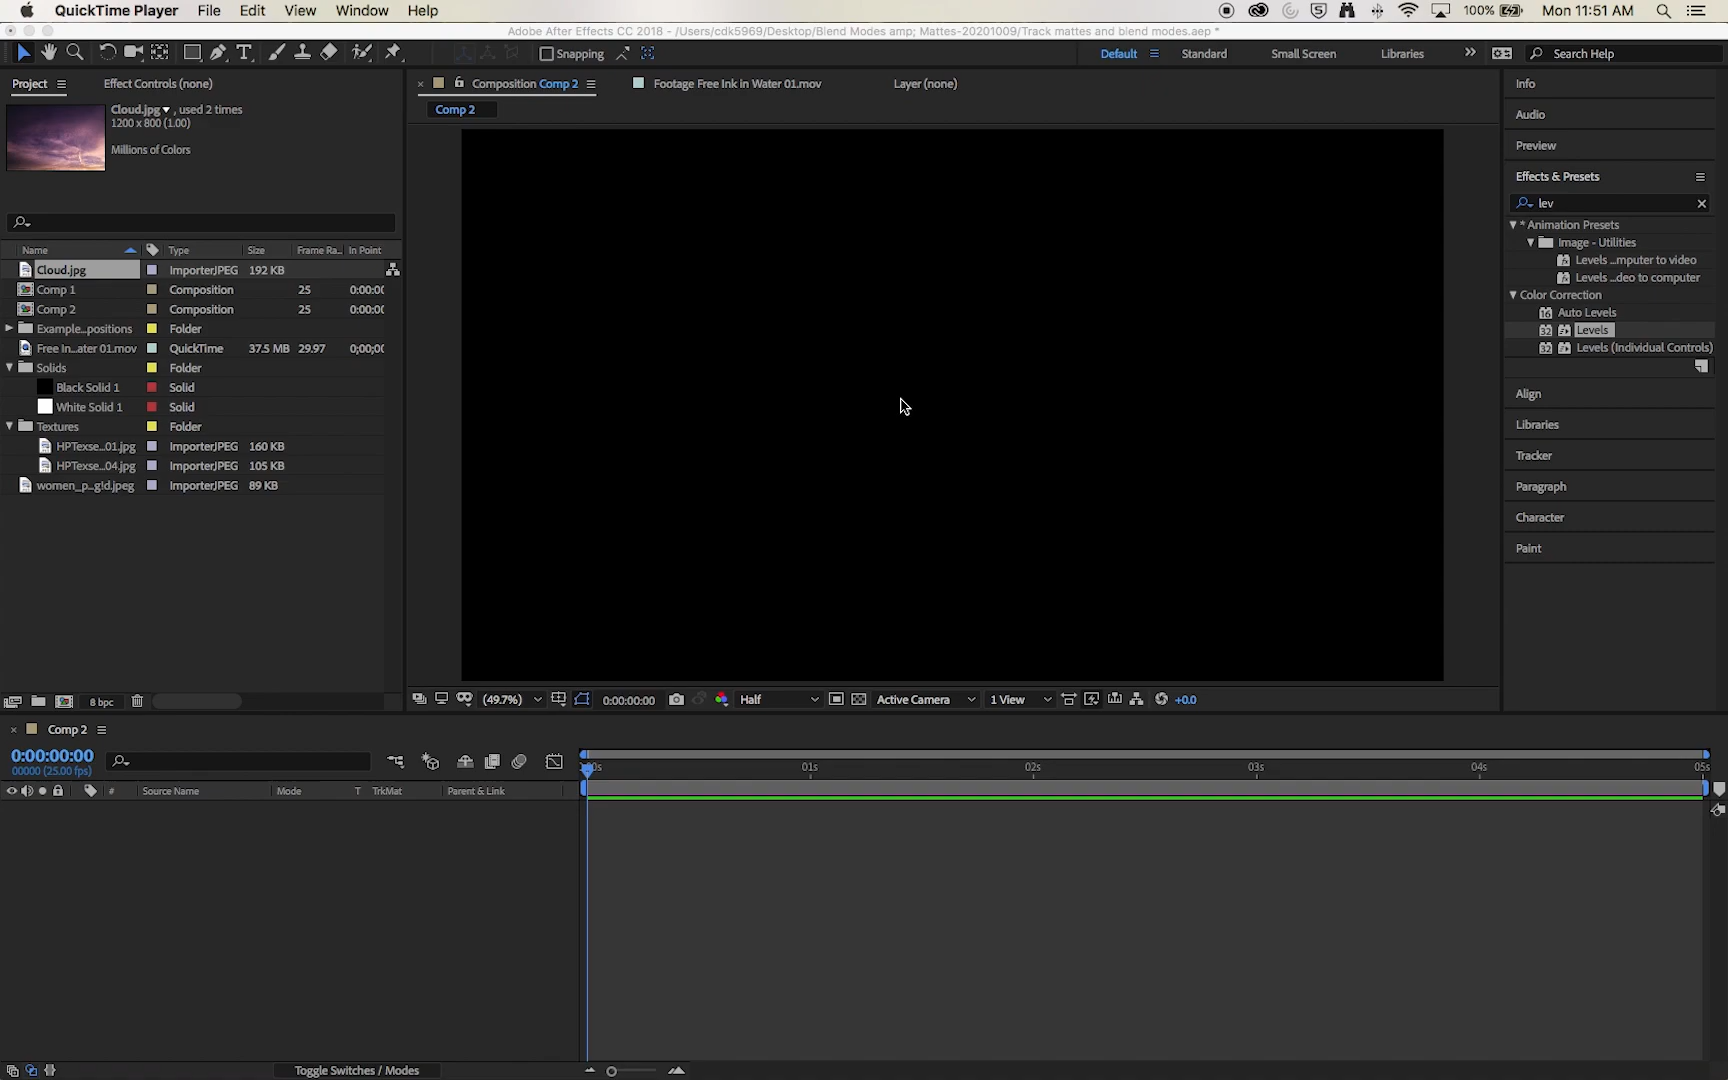 QuickTime Player File Edit View Window Help 100% Mon 11:51 AM
Adobe After Effects CC 2018 - /Users/cdk5969/Desktop/Blend Modes amp; Mattes-20201009/Track mattes and blend modes.aep *
Snapping Default Standard Small Screen Libraries Search Help
Project Effect Controls (none)
Cloud.jpg , used 2 times
1200 x 800 (1.00)
Millions of Colors
Name Type Size Frame Ra... In Point
Cloud.jpg ImporterJPEG 192 KB
Comp 1 Composition 25 0:00:00
Comp 2 Composition 25 0:00:00
Example...positions Folder
Free In...ater 01.mov QuickTime 37.5 MB 29.97 0;00;00
Solids Folder
Black Solid 1 Solid
White Solid 1 Solid
Textures Folder
HPTexse...01.jpg ImporterJPEG 160 KB
HPTexse...04.jpg ImporterJPEG 105 KB
women_p...g!d.jpeg ImporterJPEG 89 KB
8 bpc
Composition Comp 2 Footage Free Ink in Water 01.mov Layer (none)
Comp 2
(49.7%) 0:00:00:00 Half Active Camera 1 View +0.0
Info
Audio
Preview
Effects & Presets
lev
* Animation Presets
Image - Utilities
Levels ...mputer to video
Levels ...deo to computer
Color Correction
16 Auto Levels
32 Levels
32 Levels (Individual Controls)
Align
Libraries
Tracker
Paragraph
Character
Paint
Comp 2
0:00:00:00
00000 (25.00 fps)
# Source Name Mode T TrkMat Parent & Link
01s 02s 03s 04s 05s
Toggle Switches / Modes